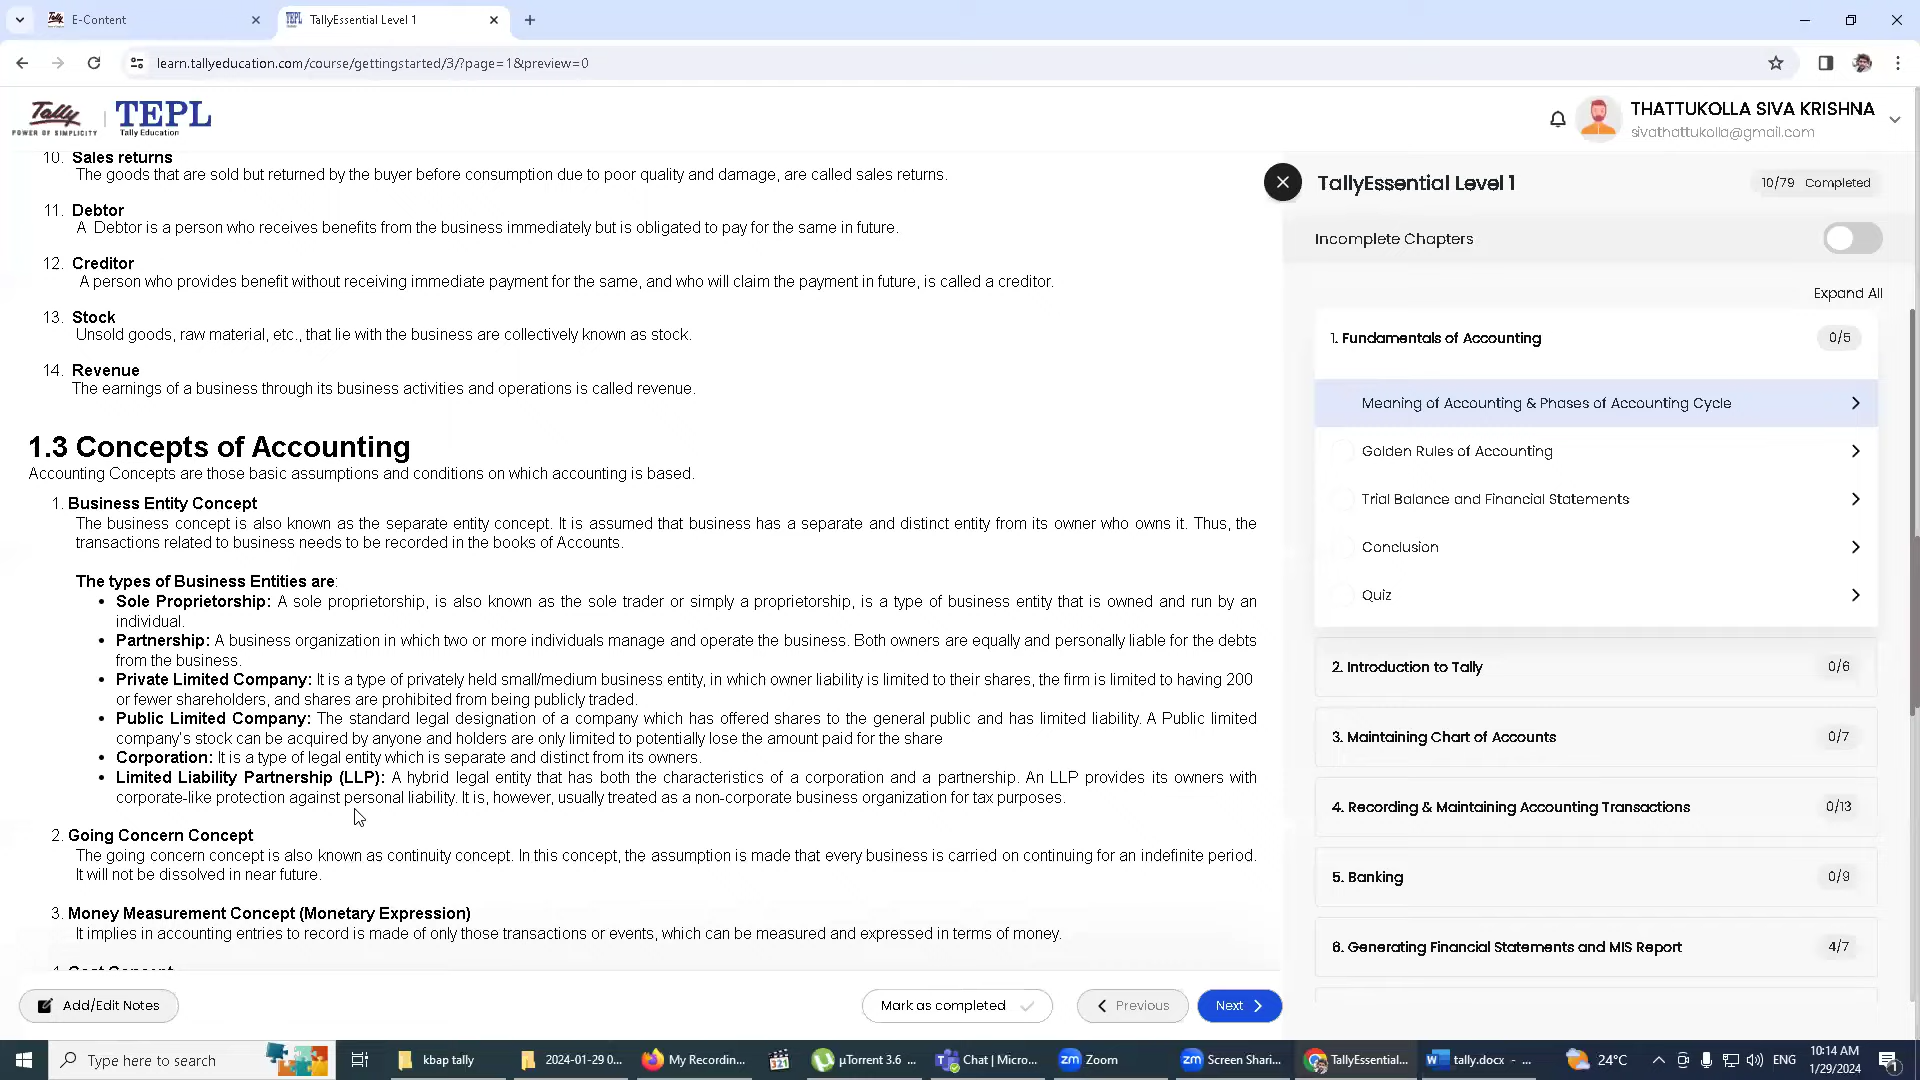 E-Content
TallyEssential Level 1
learn.tallyeducation.com/course/gettingstarted/3/?page=1&preview=0
Tally
POWER OF SIMPLICITY
TEPL
Tally Education
THATTUKOLLA SIVA KRISHNA
sivathattukolla@gmail.com
10. Sales returns
The goods that are sold but returned by the buyer before consumption due to poor quality and damage, are called sales returns.
11. Debtor
A Debtor is a person who receives benefits from the business immediately but is obligated to pay for the same in future.
12. Creditor
A person who provides benefit without receiving immediate payment for the same, and who will claim the payment in future, is called a creditor.
13. Stock
Unsold goods, raw material, etc., that lie with the business are collectively known as stock.
14. Revenue
The earnings of a business through its business activities and operations is called revenue.
1.3 Concepts of Accounting
Accounting Concepts are those basic assumptions and conditions on which accounting is based.
1. Business Entity Concept
The business concept is also known as the separate entity concept. It is assumed that business has a separate and distinct entity from its owner who owns it. Thus, the
transactions related to business needs to be recorded in the books of Accounts.
The types of Business Entities are:
• Sole Proprietorship: A sole proprietorship, is also known as the sole trader or simply a proprietorship, is a type of business entity that is owned and run by an
individual.
• Partnership: A business organization in which two or more individuals manage and operate the business. Both owners are equally and personally liable for the debts
from the business.
• Private Limited Company: It is a type of privately held small/medium business entity, in which owner liability is limited to their shares, the firm is limited to having 200
or fewer shareholders, and shares are prohibited from being publicly traded.
• Public Limited Company: The standard legal designation of a company which has offered shares to the general public and has limited liability. A Public limited
company's stock can be acquired by anyone and holders are only limited to potentially lose the amount paid for the share
• Corporation: It is a type of legal entity which is separate and distinct from its owners.
• Limited Liability Partnership (LLP): A hybrid legal entity that has both the characteristics of a corporation and a partnership. An LLP provides its owners with
corporate-like protection against personal liability. It is, however, usually treated as a non-corporate business organization for tax purposes.
2. Going Concern Concept
The going concern concept is also known as continuity concept. In this concept, the assumption is made that every business is carried on continuing for an indefinite period.
It will not be dissolved in near future.
3. Money Measurement Concept (Monetary Expression)
It implies in accounting entries to record is made of only those transactions or events, which can be measured and expressed in terms of money.
4. Cost Concept
Add/Edit Notes
Mark as completed
Previous
Next
TallyEssential Level 1
10/79 Completed
Incomplete Chapters
Expand All
1. Fundamentals of Accounting 0/5
Meaning of Accounting & Phases of Accounting Cycle
Golden Rules of Accounting
Trial Balance and Financial Statements
Conclusion
Quiz
2. Introduction to Tally 0/6
3. Maintaining Chart of Accounts 0/7
4. Recording & Maintaining Accounting Transactions 0/13
5. Banking 0/9
6. Generating Financial Statements and MIS Report 4/7
Type here to search
kbap tally
2024-01-29 0...
My Recordin...
321
µTorrent 3.6 ...
Chat | Micro...
zm Zoom
zm Screen Shari...
TallyEssential...
tally.docx - ...
24°C
ENG
10:14 AM
1/29/2024
1